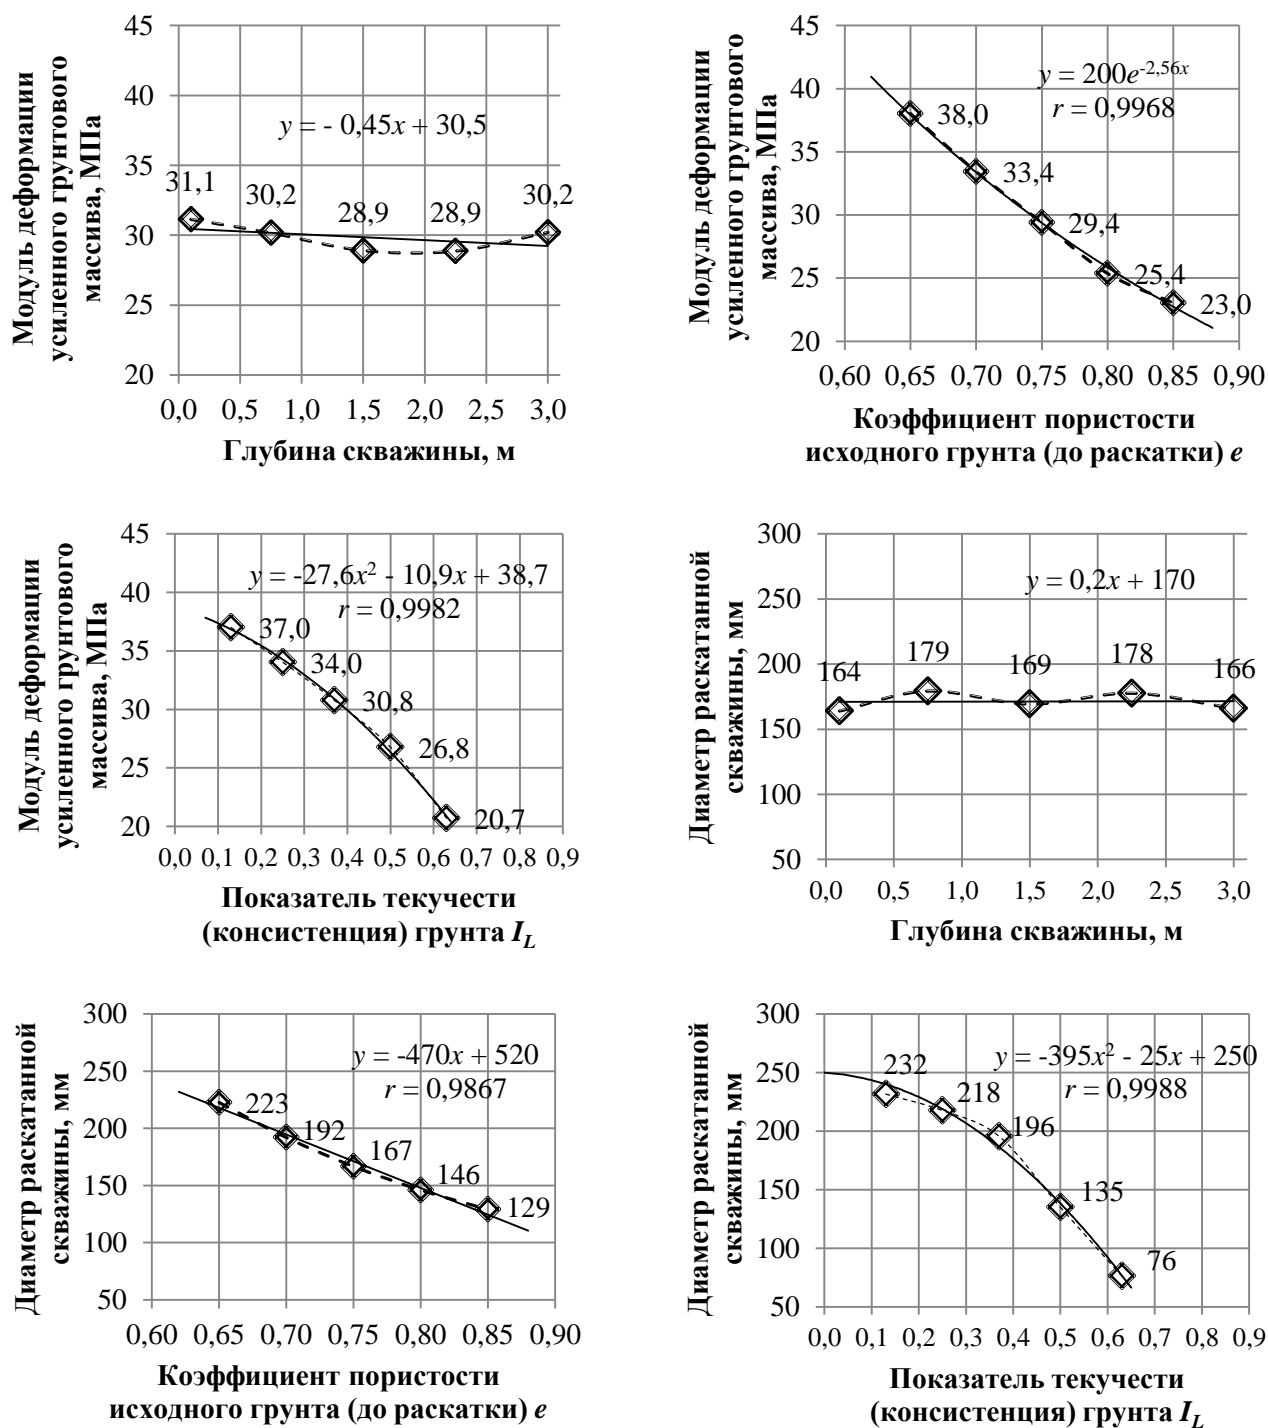 Модуль деформации
усиленного грунтового
массива, МПа
45
40
35
30
25
20
y = - 0,45x + 30,5
31,1
30,2
28,9
28,9
30,2
0,0 0,5 1,0 1,5 2,0 2,5 3,0
Глубина скважины, м
Модуль деформации
усиленного грунтового
массива, МПа
45
40
35
30
25
20
y = 200e^-2,56x
r = 0,9968
38,0
33,4
29,4
25,4
23,0
0,60 0,65 0,70 0,75 0,80 0,85 0,90
Коэффициент пористости
исходного грунта (до раскатки) e
Модуль деформации
усиленного грунтового
массива, МПа
45
40
35
30
25
20
y = -27,6x² - 10,9x + 38,7
r = 0,9982
37,0
34,0
30,8
26,8
20,7
0,0 0,1 0,2 0,3 0,4 0,5 0,6 0,7 0,8 0,9
Показатель текучести
(консистенция) грунта I_L
Диаметр раскатанной
скважины, мм
300
250
200
150
100
50
y = 0,2x + 170
164
179
169
178
166
0,0 0,5 1,0 1,5 2,0 2,5 3,0
Глубина скважины, м
Диаметр раскатанной
скважины, мм
300
250
200
150
100
50
y = -470x + 520
r = 0,9867
223
192
167
146
129
0,60 0,65 0,70 0,75 0,80 0,85 0,90
Коэффициент пористости
исходного грунта (до раскатки) e
Диаметр раскатанной
скважины, мм
300
250
200
150
100
50
y = -395x² - 25x + 250
r = 0,9988
232
218
196
135
76
0,0 0,1 0,2 0,3 0,4 0,5 0,6 0,7 0,8 0,9
Показатель текучести
(консистенция) грунта I_L